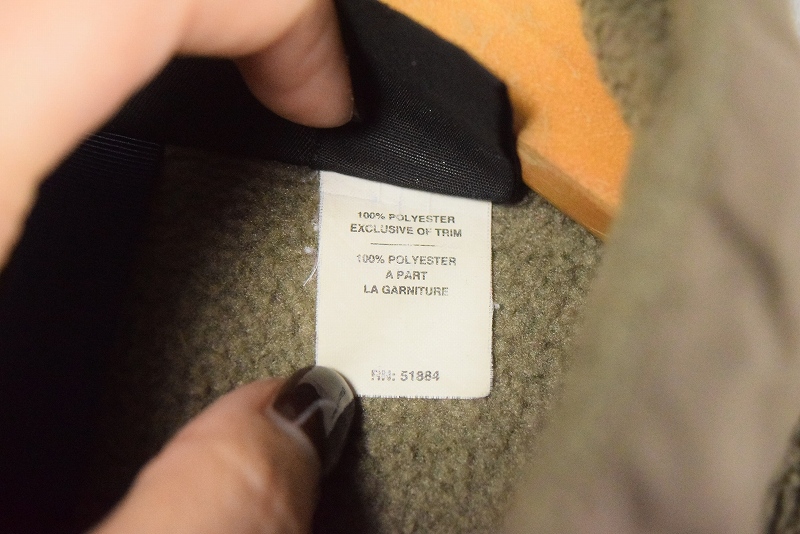 100% POLYESTER
EXCLUSIVE OF TRIM
100% POLYESTER
A PART
LA GARNITURE
RN: 51884